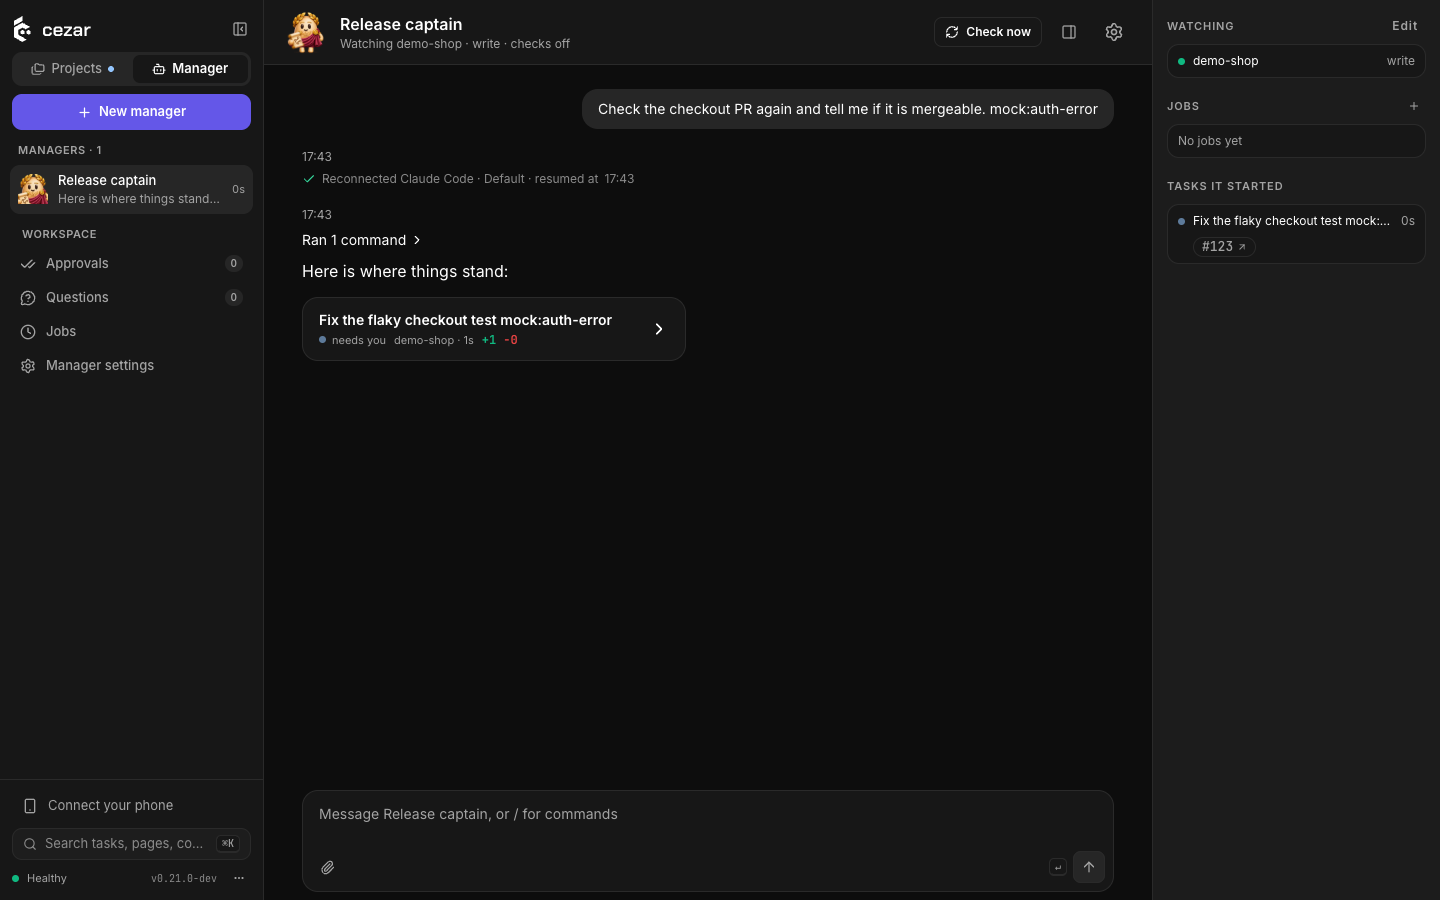 cezar
Projects
Manager
New manager
MANAGERS · 1
Release captain
Here is where things stand...
0s
WORKSPACE
Approvals
0
Questions
0
Jobs
Manager settings
Connect your phone
Search tasks, pages, co...
⌘K
Healthy
v0.21.0-dev
Release captain
Watching demo-shop · write · checks off
Check now
Check the checkout PR again and tell me if it is mergeable. mock:auth-error
17:43
Reconnected Claude Code · Default · resumed at 17:43
17:43
Ran 1 command
Here is where things stand:
Fix the flaky checkout test mock:auth-error
needs you demo-shop · 1s +1 -0
Message Release captain, or / for commands
WATCHING
Edit
demo-shop
write
JOBS
No jobs yet
TASKS IT STARTED
Fix the flaky checkout test mock:...
0s
#123